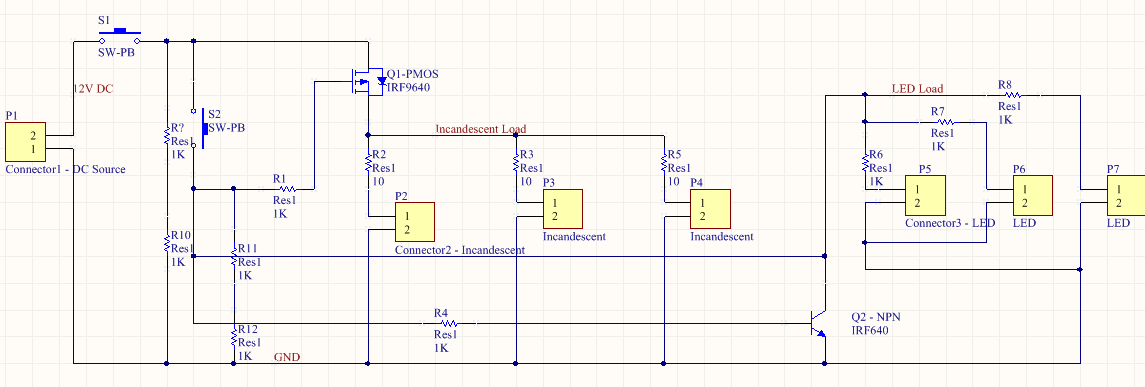 S1
SW-PB
12V DC
P1
2
1
Connector1 - DC Source
R?
Res1
1K
S2
SW-PB
Q1-PMOS
IRF9640
Incandescent Load
R1
Res1
1K
R2
Res1
10
R3
Res1
10
R5
Res1
10
P2
1
2
Connector2 - Incandescent
P3
1
2
Incandescent
P4
1
2
Incandescent
R10
Res1
1K
R11
Res1
1K
R12
Res1
1K
GND
R4
Res1
1K
Q2 - NPN
IRF640
LED Load
R8
Res1
1K
R7
Res1
1K
R6
Res1
1K
P5
1
2
Connector3 - LED
P6
1
2
LED
P7
1
2
LED